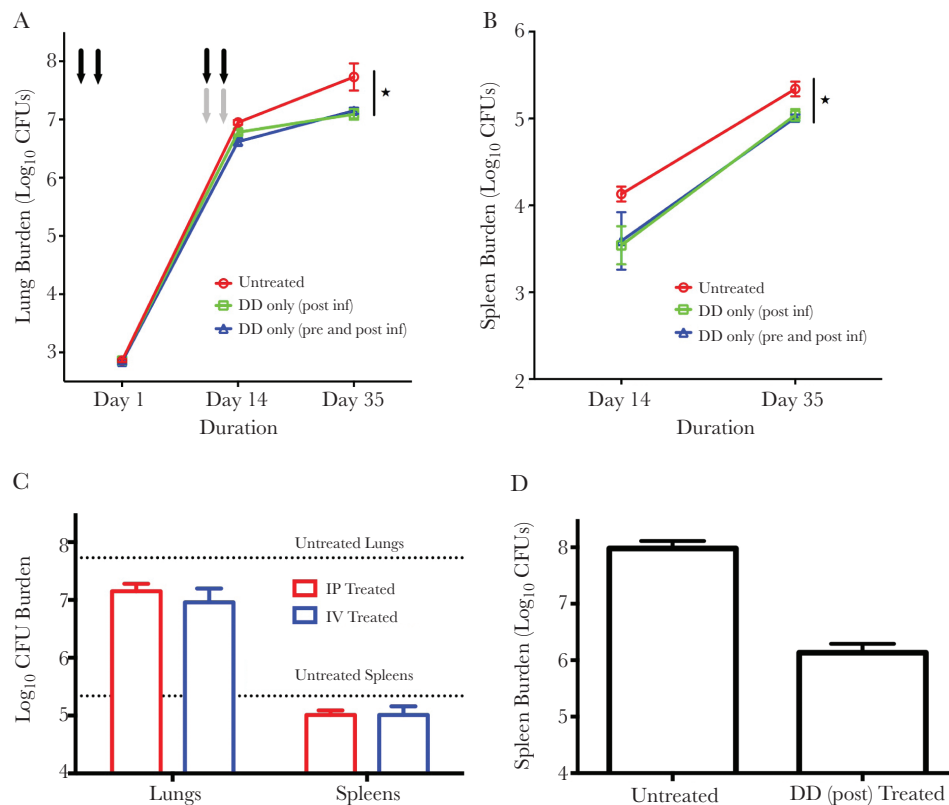 A
Lung Burden (Log10 CFUs)
8
7
6
5
4
3
★
Untreated
DD only (post inf)
DD only (pre and post inf)
Day 1
Day 14
Day 35
Duration
B
Spleen Burden (Log10 CFUs)
6
5
4
3
2
★
Untreated
DD only (post inf)
DD only (pre and post inf)
Day 14
Day 35
Duration
C
Log10 CFU Burden
8
7
6
5
4
Untreated Lungs
IP Treated
IV Treated
Untreated Spleens
Lungs
Spleens
D
Spleen Burden (Log10 CFUs)
8
7
6
5
4
Untreated
DD (post) Treated